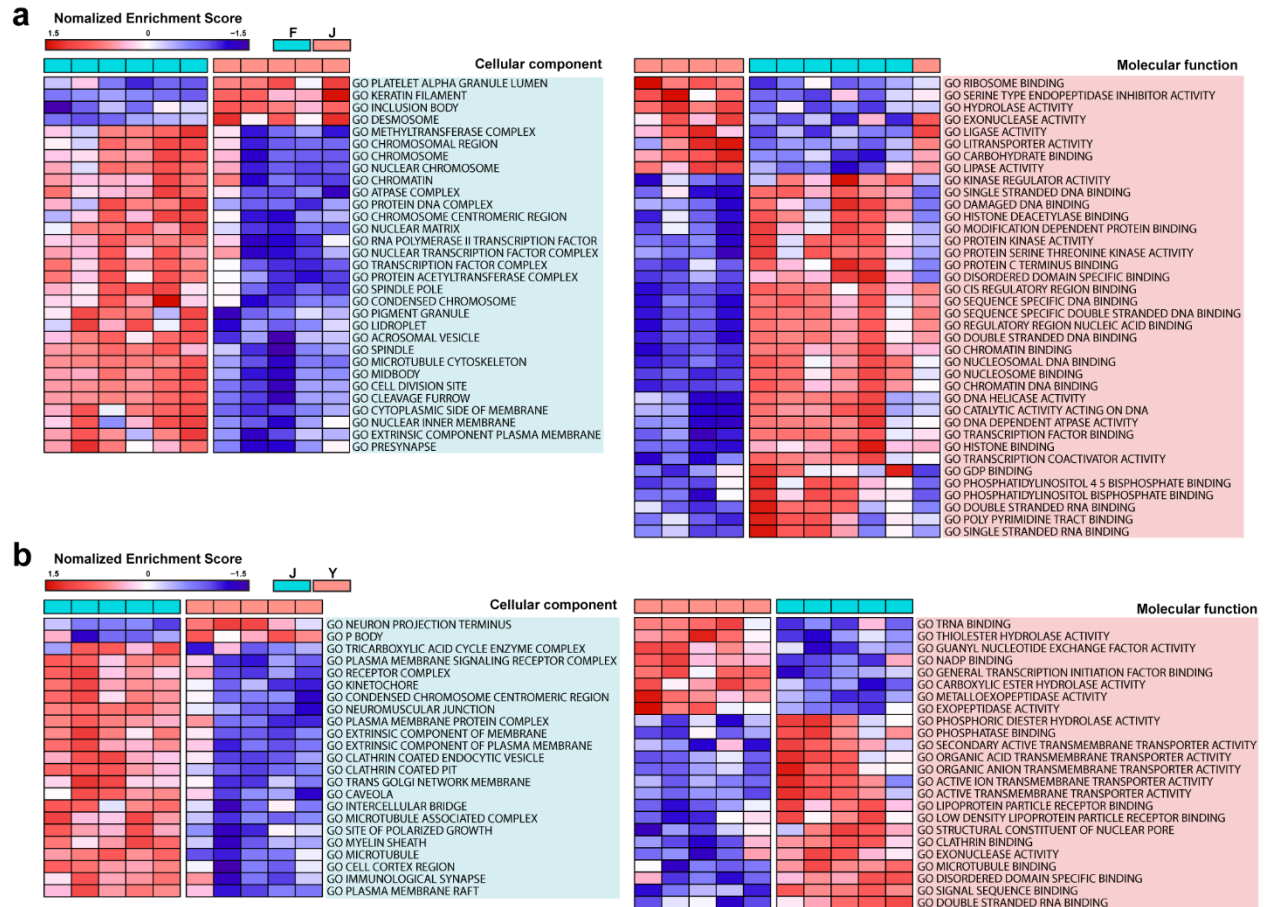 a
Nomalized Enrichment Score
1.5 0 -1.5
F J
Cellular component
GO PLATELET ALPHA GRANULE LUMEN
GO KERATIN FILAMENT
GO INCLUSION BODY
GO DESMOSOME
GO METHYLTRANSFERASE COMPLEX
GO CHROMOSOMAL REGION
GO CHROMOSOME
GO NUCLEAR CHROMOSOME
GO CHROMATIN
GO ATPASE COMPLEX
GO PROTEIN DNA COMPLEX
GO CHROMOSOME CENTROMERIC REGION
GO NUCLEAR MATRIX
GO RNA POLYMERASE II TRANSCRIPTION FACTOR
GO NUCLEAR TRANSCRIPTION FACTOR COMPLEX
GO TRANSCRIPTION FACTOR COMPLEX
GO PROTEIN ACETYLTRANSFERASE COMPLEX
GO SPINDLE POLE
GO CONDENSED CHROMOSOME
GO PIGMENT GRANULE
GO LIDROPLET
GO ACROSOMAL VESICLE
GO SPINDLE
GO MICROTUBULE CYTOSKELETON
GO MIDBODY
GO CELL DIVISION SITE
GO CLEAVAGE FURROW
GO CYTOPLASMIC SIDE OF MEMBRANE
GO NUCLEAR INNER MEMBRANE
GO EXTRINSIC COMPONENT PLASMA MEMBRANE
GO PRESYNAPSE
Molecular function
GO RIBOSOME BINDING
GO SERINE TYPE ENDOPEPTIDASE INHIBITOR ACTIVITY
GO HYDROLASE ACTIVITY
GO EXONUCLEASE ACTIVITY
GO LIGASE ACTIVITY
GO LITRANSPORTER ACTIVITY
GO CARBOHYDRATE BINDING
GO LIPASE ACTIVITY
GO KINASE REGULATOR ACTIVITY
GO SINGLE STRANDED DNA BINDING
GO DAMAGED DNA BINDING
GO HISTONE DEACETYLASE BINDING
GO MODIFICATION DEPENDENT PROTEIN BINDING
GO PROTEIN KINASE ACTIVITY
GO PROTEIN SERINE THREONINE KINASE ACTIVITY
GO PROTEIN C TERMINUS BINDING
GO DISORDERED DOMAIN SPECIFIC BINDING
GO CIS REGULATORY REGION BINDING
GO SEQUENCE SPECIFIC DNA BINDING
GO SEQUENCE SPECIFIC DOUBLE STRANDED DNA BINDING
GO REGULATORY REGION NUCLEIC ACID BINDING
GO DOUBLE STRANDED DNA BINDING
GO CHROMATIN BINDING
GO NUCLEOSOMAL DNA BINDING
GO NUCLEOSOME BINDING
GO CHROMATIN DNA BINDING
GO DNA HELICASE ACTIVITY
GO CATALYTIC ACTIVITY ACTING ON DNA
GO DNA DEPENDENT ATPASE ACTIVITY
GO TRANSCRIPTION FACTOR BINDING
GO HISTONE BINDING
GO TRANSCRIPTION COACTIVATOR ACTIVITY
GO GDP BINDING
GO PHOSPHATIDYLINOSITOL 4 5 BISPHOSPHATE BINDING
GO PHOSPHATIDYLINOSITOL BISPHOSPHATE BINDING
GO DOUBLE STRANDED RNA BINDING
GO POLY PYRIMIDINE TRACT BINDING
GO SINGLE STRANDED RNA BINDING
b
Nomalized Enrichment Score
1.5 0 -1.5
J Y
Cellular component
GO NEURON PROJECTION TERMINUS
GO P BODY
GO TRICARBOXYLIC ACID CYCLE ENZYME COMPLEX
GO PLASMA MEMBRANE SIGNALING RECEPTOR COMPLEX
GO RECEPTOR COMPLEX
GO KINETOCHORE
GO CONDENSED CHROMOSOME CENTROMERIC REGION
GO NEUROMUSCULAR JUNCTION
GO PLASMA MEMBRANE PROTEIN COMPLEX
GO EXTRINSIC COMPONENT OF MEMBRANE
GO EXTRINSIC COMPONENT OF PLASMA MEMBRANE
GO CLATHRIN COATED ENDOCYTIC VESICLE
GO CLATHRIN COATED PIT
GO TRANS GOLGI NETWORK MEMBRANE
GO CAVEOLA
GO INTERCELLULAR BRIDGE
GO MICROTUBULE ASSOCIATED COMPLEX
GO SITE OF POLARIZED GROWTH
GO MYELIN SHEATH
GO MICROTUBULE
GO CELL CORTEX REGION
GO IMMUNOLOGICAL SYNAPSE
GO PLASMA MEMBRANE RAFT
Molecular function
GO TRNA BINDING
GO THIOLESTER HYDROLASE ACTIVITY
GO GUANYL NUCLEOTIDE EXCHANGE FACTOR ACTIVITY
GO NADP BINDING
GO GENERAL TRANSCRIPTION INITIATION FACTOR BINDING
GO CARBOXYLIC ESTER HYDROLASE ACTIVITY
GO METALLOEXOPEPTIDASE ACTIVITY
GO EXOPEPTIDASE ACTIVITY
GO PHOSPHORIC DIESTER HYDROLASE ACTIVITY
GO PHOSPHATASE BINDING
GO SECONDARY ACTIVE TRANSMEMBRANE TRANSPORTER ACTIVITY
GO ORGANIC ACID TRANSMEMBRANE TRANSPORTER ACTIVITY
GO ORGANIC ANION TRANSMEMBRANE TRANSPORTER ACTIVITY
GO ACTIVE ION TRANSMEMBRANE TRANSPORTER ACTIVITY
GO ACTIVE TRANSMEMBRANE TRANSPORTER ACTIVITY
GO LIPOPROTEIN PARTICLE RECEPTOR BINDING
GO LOW DENSITY LIPOPROTEIN PARTICLE RECEPTOR BINDING
GO STRUCTURAL CONSTITUENT OF NUCLEAR PORE
GO CLATHRIN BINDING
GO EXONUCLEASE ACTIVITY
GO MICROTUBULE BINDING
GO DISORDERED DOMAIN SPECIFIC BINDING
GO SIGNAL SEQUENCE BINDING
GO DOUBLE STRANDED RNA BINDING